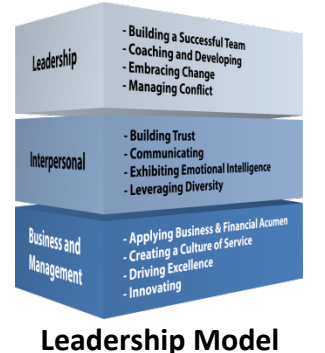 Leadership
- Building a Successful Team
- Coaching and Developing
- Embracing Change
- Managing Conflict
Interpersonal
- Building Trust
- Communicating
- Exhibiting Emotional Intelligence
- Leveraging Diversity
Business and
Management
- Applying Business & Financial Acumen
- Creating a Culture of Service
- Driving Excellence
- Innovating
Leadership Model